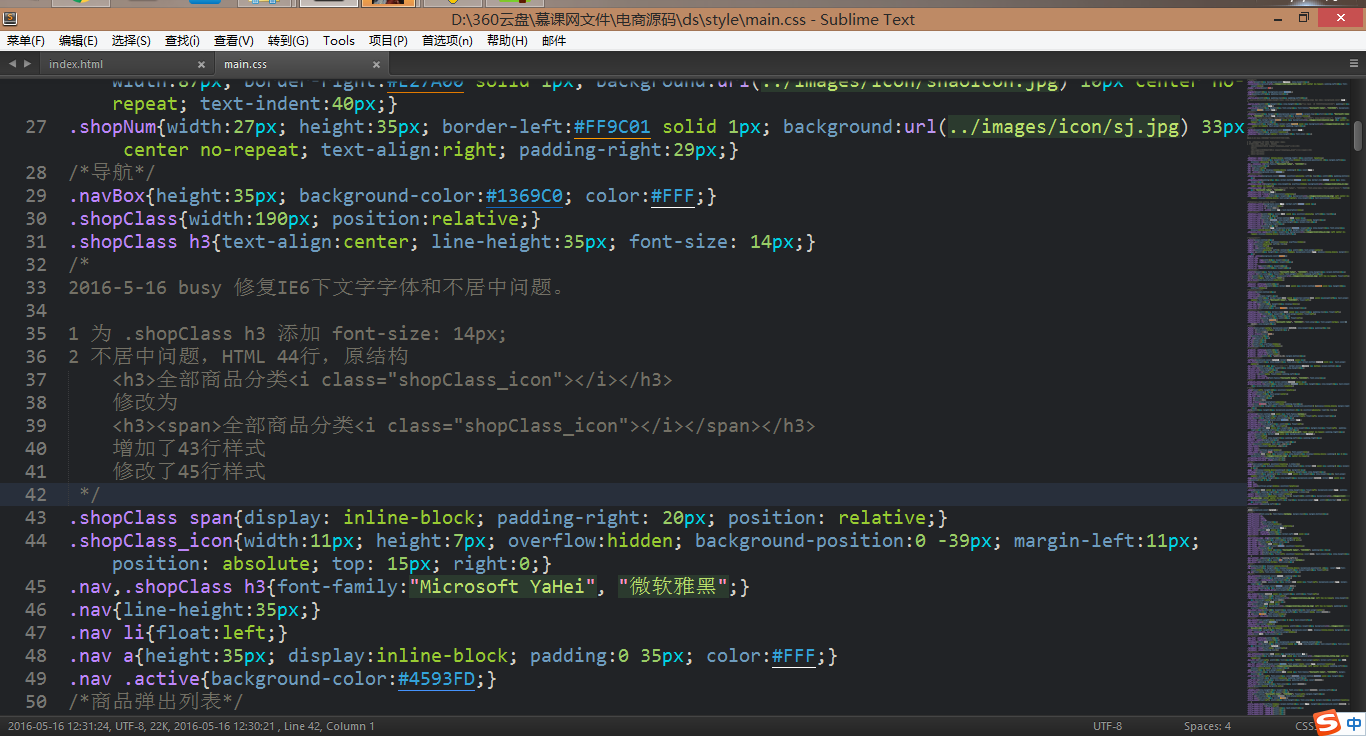 D:\360云盘\慕课网文件\电商源码\ds\style\main.css - Sublime Text
菜单(F) 编辑(E) 选择(S) 查找(i) 查看(V) 转到(G) Tools 项目(P) 首选项(n) 帮助(H) 邮件
index.html × main.css ×
width:87px; border-right:#E27A00 solid 1px; background:url(../images/icon/shaoicon.jpg) 10px center no-
repeat; text-indent:40px;}
27 .shopNum{width:27px; height:35px; border-left:#FF9C01 solid 1px; background:url(../images/icon/sj.jpg) 33px
center no-repeat; text-align:right; padding-right:29px;}
28 /*导航*/
29 .navBox{height:35px; background-color:#1369C0; color:#FFF;}
30 .shopClass{width:190px; position:relative;}
31 .shopClass h3{text-align:center; line-height:35px; font-size: 14px;}
32 /*
33 2016-5-16 busy 修复IE6下文字字体和不居中问题。
34
35 1 为 .shopClass h3 添加 font-size: 14px;
36 2 不居中问题，HTML 44行，原结构
37 <h3>全部商品分类<i class="shopClass_icon"></i></h3>
38 修改为
39 <h3><span>全部商品分类<i class="shopClass_icon"></i></span></h3>
40 增加了43行样式
41 修改了45行样式
42 */
43 .shopClass span{display: inline-block; padding-right: 20px; position: relative;}
44 .shopClass_icon{width:11px; height:7px; overflow:hidden; background-position:0 -39px; margin-left:11px;
position: absolute; top: 15px; right:0;}
45 .nav,.shopClass h3{font-family:"Microsoft YaHei", "微软雅黑";}
46 .nav{line-height:35px;}
47 .nav li{float:left;}
48 .nav a{height:35px; display:inline-block; padding:0 35px; color:#FFF;}
49 .nav .active{background-color:#4593FD;}
50 /*商品弹出列表*/
2016-05-16 12:31:24, UTF-8, 22K, 2016-05-16 12:30:21 , Line 42, Column 1 UTF-8 Spaces: 4 CSS 中